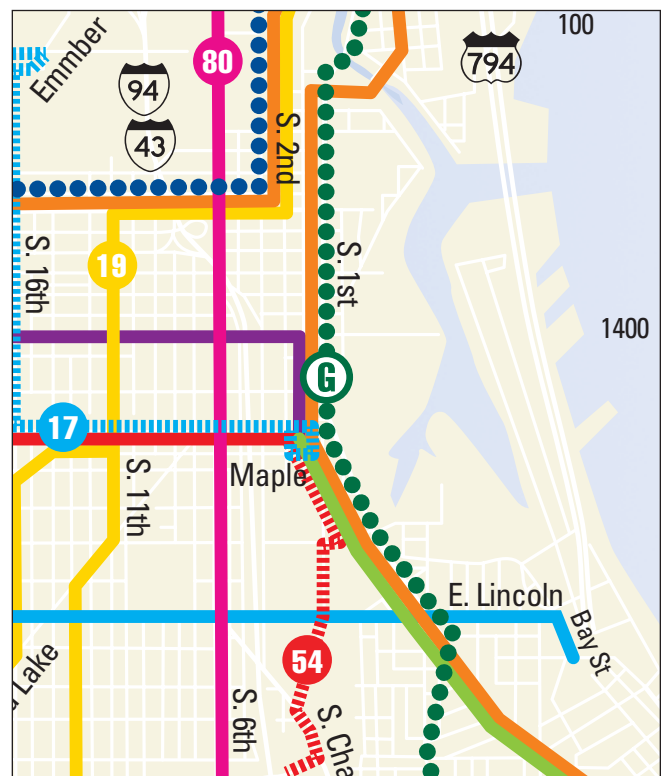 100
Emmber
80
94
794
43
S. 2nd
S. 16th
19
S. 1st
1400
G
17
Maple
S. 11th
E. Lincoln
Bay St
Lake
54
S. 6th
S. Cha